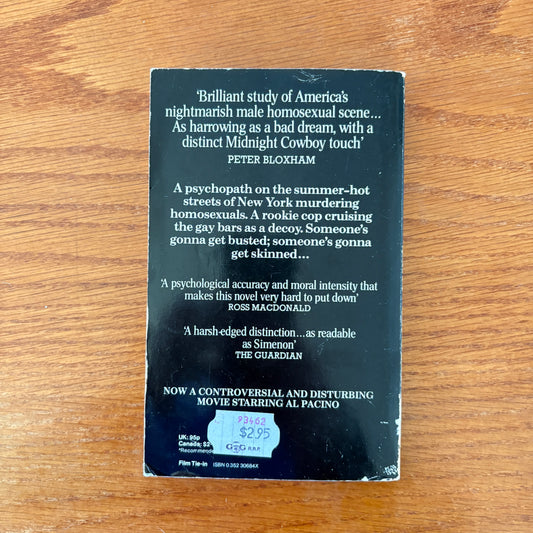 ‘Brilliant study of America's
nightmarish male homosexual scene...
As harrowing as a bad dream, with a
distinct Midnight Cowboy touch’
PETER BLOXHAM
A psychopath on the summer-hot
streets of New York murdering
homosexuals. A rookie cop cruising
the gay bars as a decoy. Someone's
gonna get busted; someone's gonna
get skinned...
‘A psychological accuracy and moral intensity that
makes this novel very hard to put down’
ROSS MACDONALD
‘A harsh-edged distinction...as readable
as Simenon’
THE GUARDIAN
NOW A CONTROVERSIAL AND DISTURBING
MOVIE STARRING AL PACINO
$2.95
G&G R.R.P.
UK: 95p
Canada: $2
*Recommende
Film Tie-in ISBN 0 352 30684X